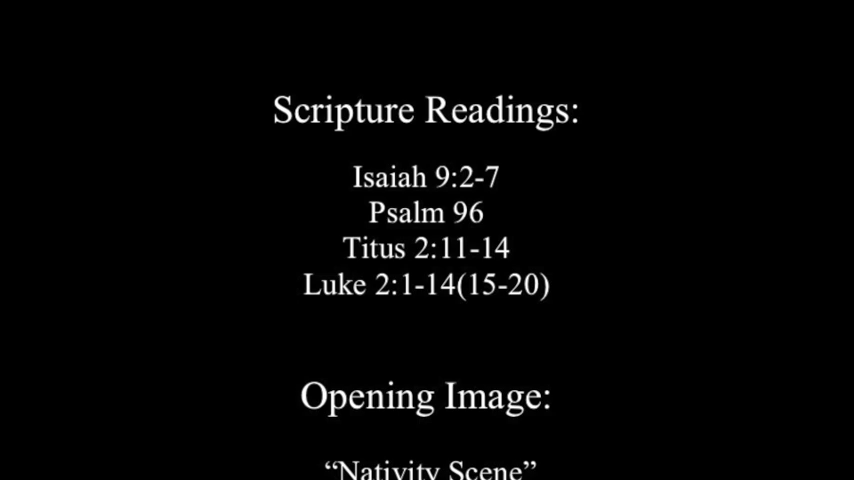 Scripture Readings:
Isaiah 9:2-7
Psalm 96
Titus 2:11-14
Luke 2:1-14(15-20)
Opening Image:
“Nativity Scene”